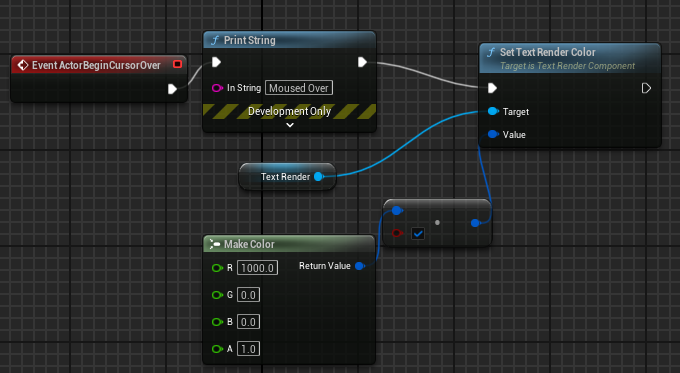 Event ActorBeginCursorOver
f Print String
In String Moused Over
Development Only
f Set Text Render Color
Target is Text Render Component
Target
Value
Text Render
Make Color
R 1000.0
Return Value
G 0.0
B 0.0
A 1.0